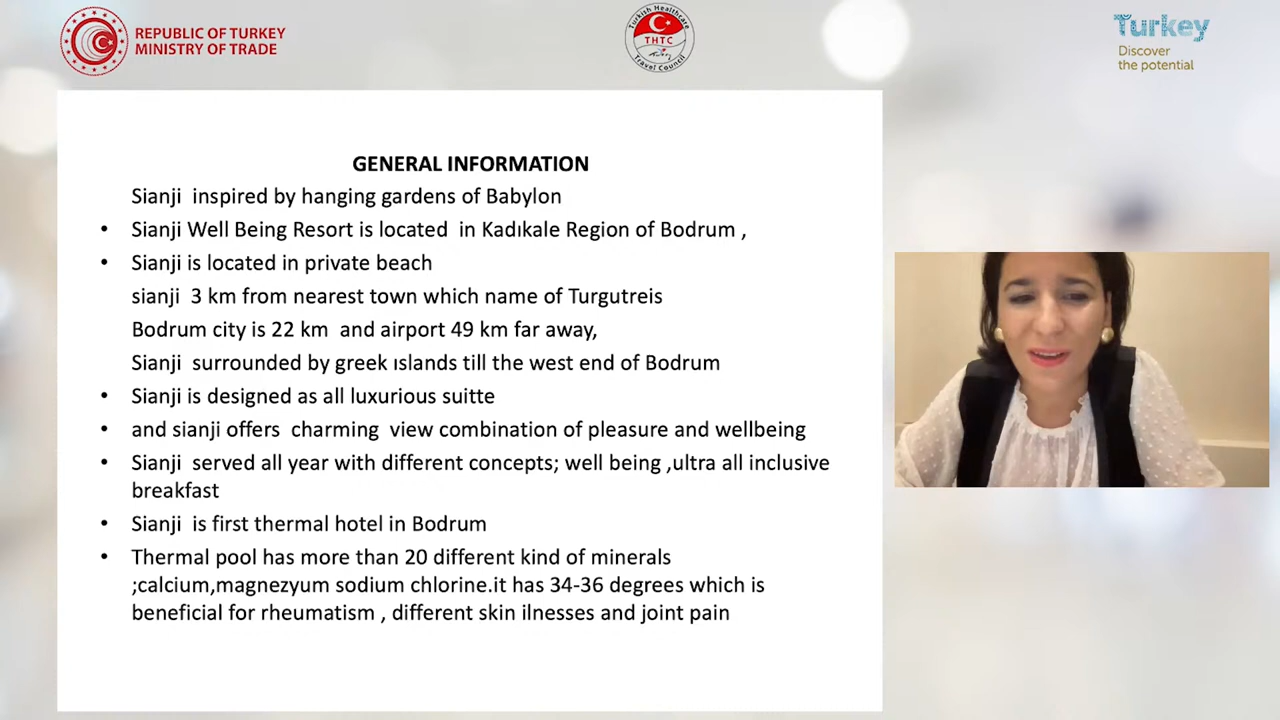 REPUBLIC OF TURKEY
MINISTRY OF TRADE
Turkish Healthcare
THTC
Travel Council
Turkey
Discover
the potential
GENERAL INFORMATION
Sianji inspired by hanging gardens of Babylon
• Sianji Well Being Resort is located in Kadıkale Region of Bodrum ,
• Sianji is located in private beach
sianji 3 km from nearest town which name of Turgutreis
Bodrum city is 22 km and airport 49 km far away,
Sianji surrounded by greek ıslands till the west end of Bodrum
• Sianji is designed as all luxurious suitte
• and sianji offers charming view combination of pleasure and wellbeing
• Sianji served all year with different concepts; well being ,ultra all inclusive
breakfast
• Sianji is first thermal hotel in Bodrum
• Thermal pool has more than 20 different kind of minerals
;calcium,magnezyum sodium chlorine.it has 34-36 degrees which is
beneficial for rheumatism , different skin ilnesses and joint pain